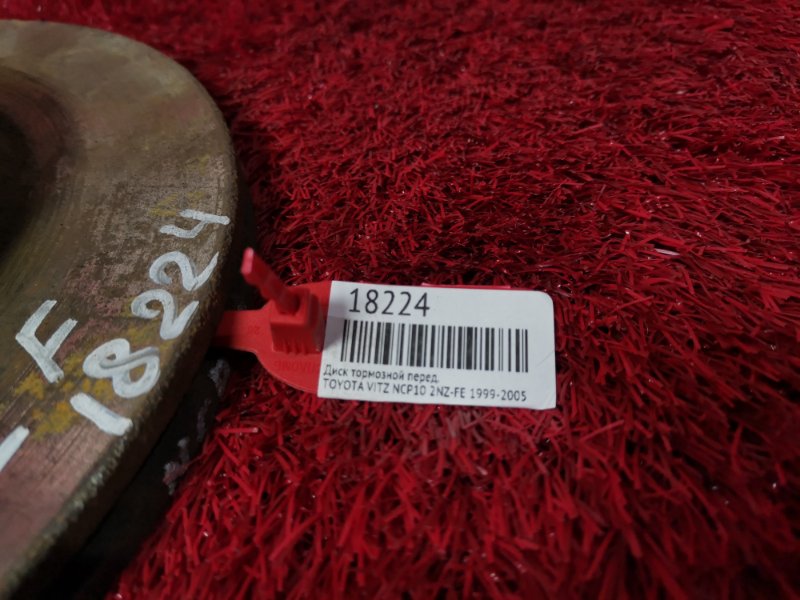 F
18224
18224
Диск тормозной перед.
TOYOTA VITZ NCP10 2NZ-FE 1999-2005